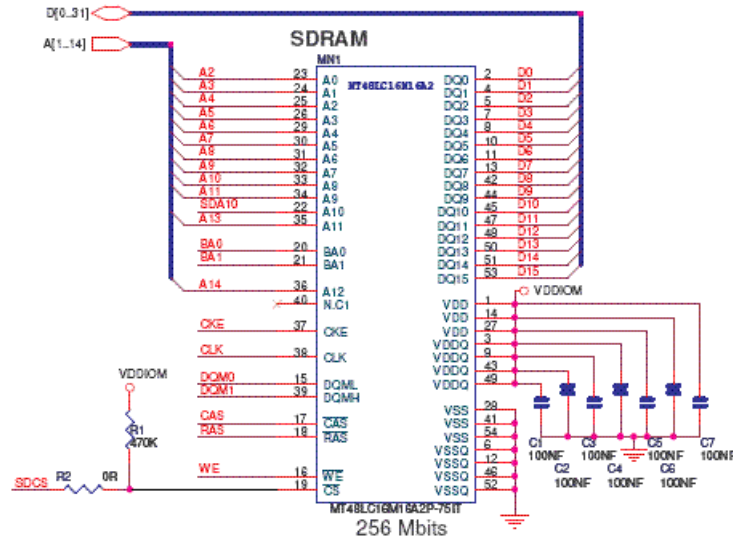 D[0..31]
A[1..14]
SDRAM
MN1
MT48LC16M16A2
A2 23 A0 DQ0 2 D0
A3 24 A1 DQ1 4 D1
A4 25 A2 DQ2 5 D2
A5 26 A3 DQ3 7 D3
A6 29 A4 DQ4 8 D4
A7 30 A5 DQ5 10 D5
A8 31 A6 DQ6 11 D6
A9 32 A7 DQ7 13 D7
A10 33 A8 DQ8 42 D8
A11 34 A9 DQ9 44 D9
SDA10 22 A10 DQ10 45 D10
A13 35 A11 DQ11 47 D11
DQ12 48 D12
BA0 20 BA0 DQ13 50 D13
BA1 21 BA1 DQ14 51 D14
DQ15 53 D15
A14 36 A12
VDDIOM
40 N.C1 VDD 1
VDD 14
CKE 37 CKE VDD 27
VDDQ 3
CLK 38 CLK VDDQ 9
VDDQ 43
DQM0 15 DQML VDDQ 49
DQM1 39 DQMH
VDDIOM
VSS 28
CAS 17 CAS VSS 41
RAS 18 RAS VSS 54
VSSQ 6
VSSQ 12
WE 16 WE VSSQ 46
19 CS VSSQ 52
R1
470K
SDCS R2 0R
C1 C3 C5 C7
100NF 100NF 100NF 100NF
C2 C4 C6
100NF 100NF 100NF
MT48LC16M16A2P-75IT
256 Mbits